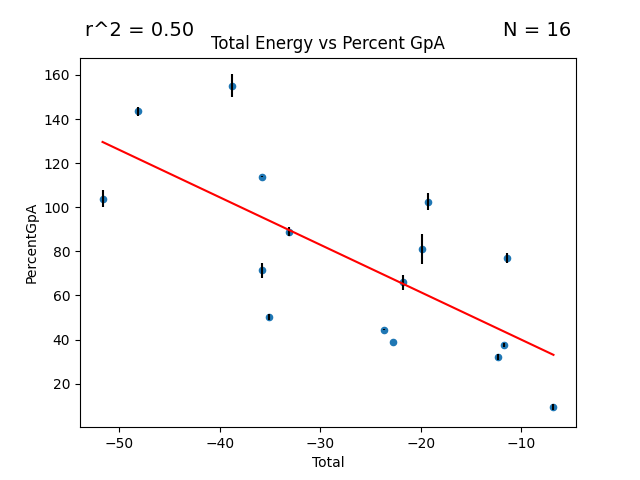 r^2 = 0.50
N = 16
Total Energy vs Percent GpA
160
140
120
100
80
60
40
20
PercentGpA
−50
−40
−30
−20
−10
Total